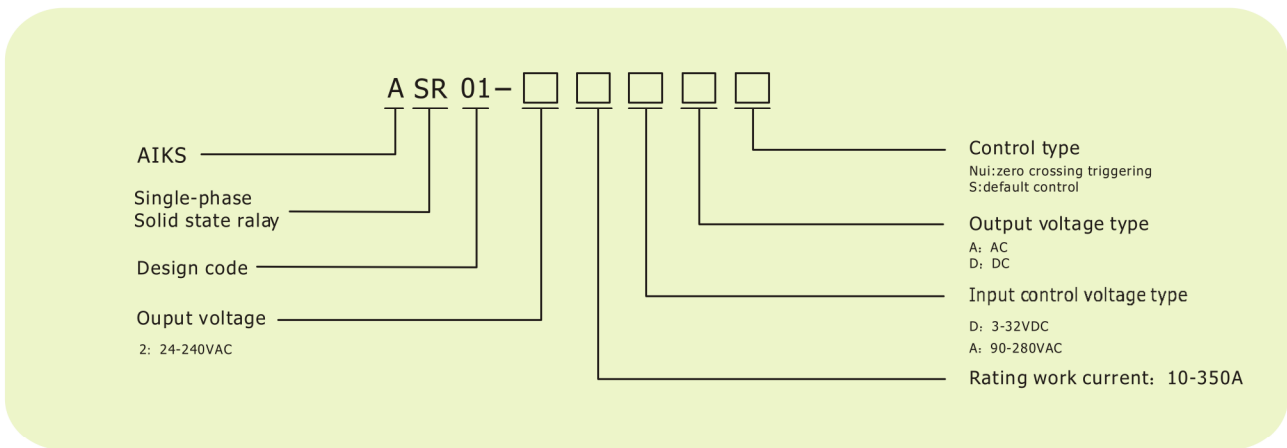 A SR 01-□□□□□
AIKS
Single-phase
Solid state ralay
Design code
Ouput voltage
2: 24-240VAC
Control type
Nui:zero crossing triggering
S:default control
Output voltage type
A: AC
D: DC
Input control voltage type
D: 3-32VDC
A: 90-280VAC
Rating work current: 10-350A